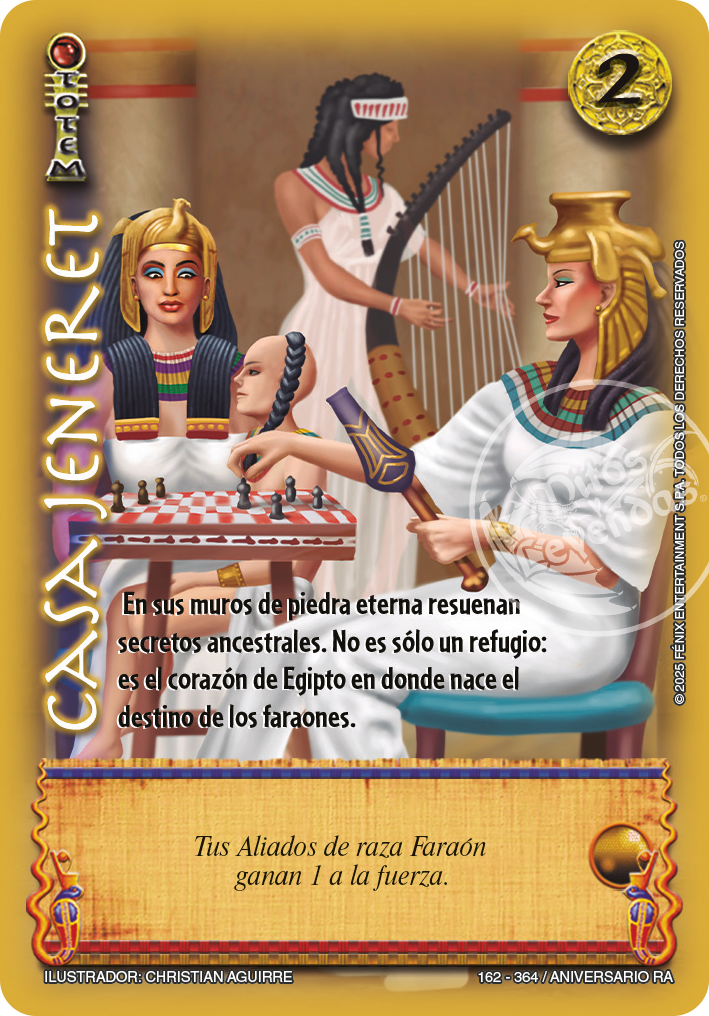 TOTEM
2
CASA JENERET
En sus muros de piedra eterna resuenan
secretos ancestrales. No es sólo un refugio:
es el corazón de Egipto en donde nace el
destino de los faraones.
© 2025 FÉNIX ENTERTAINMENT S.P.A. TODOS LOS DERECHOS RESERVADOS
Mitos
Leyendas
Tus Aliados de raza Faraón
ganan 1 a la fuerza.
ILUSTRADOR: CHRISTIAN AGUIRRE
162 - 364 / ANIVERSARIO RA